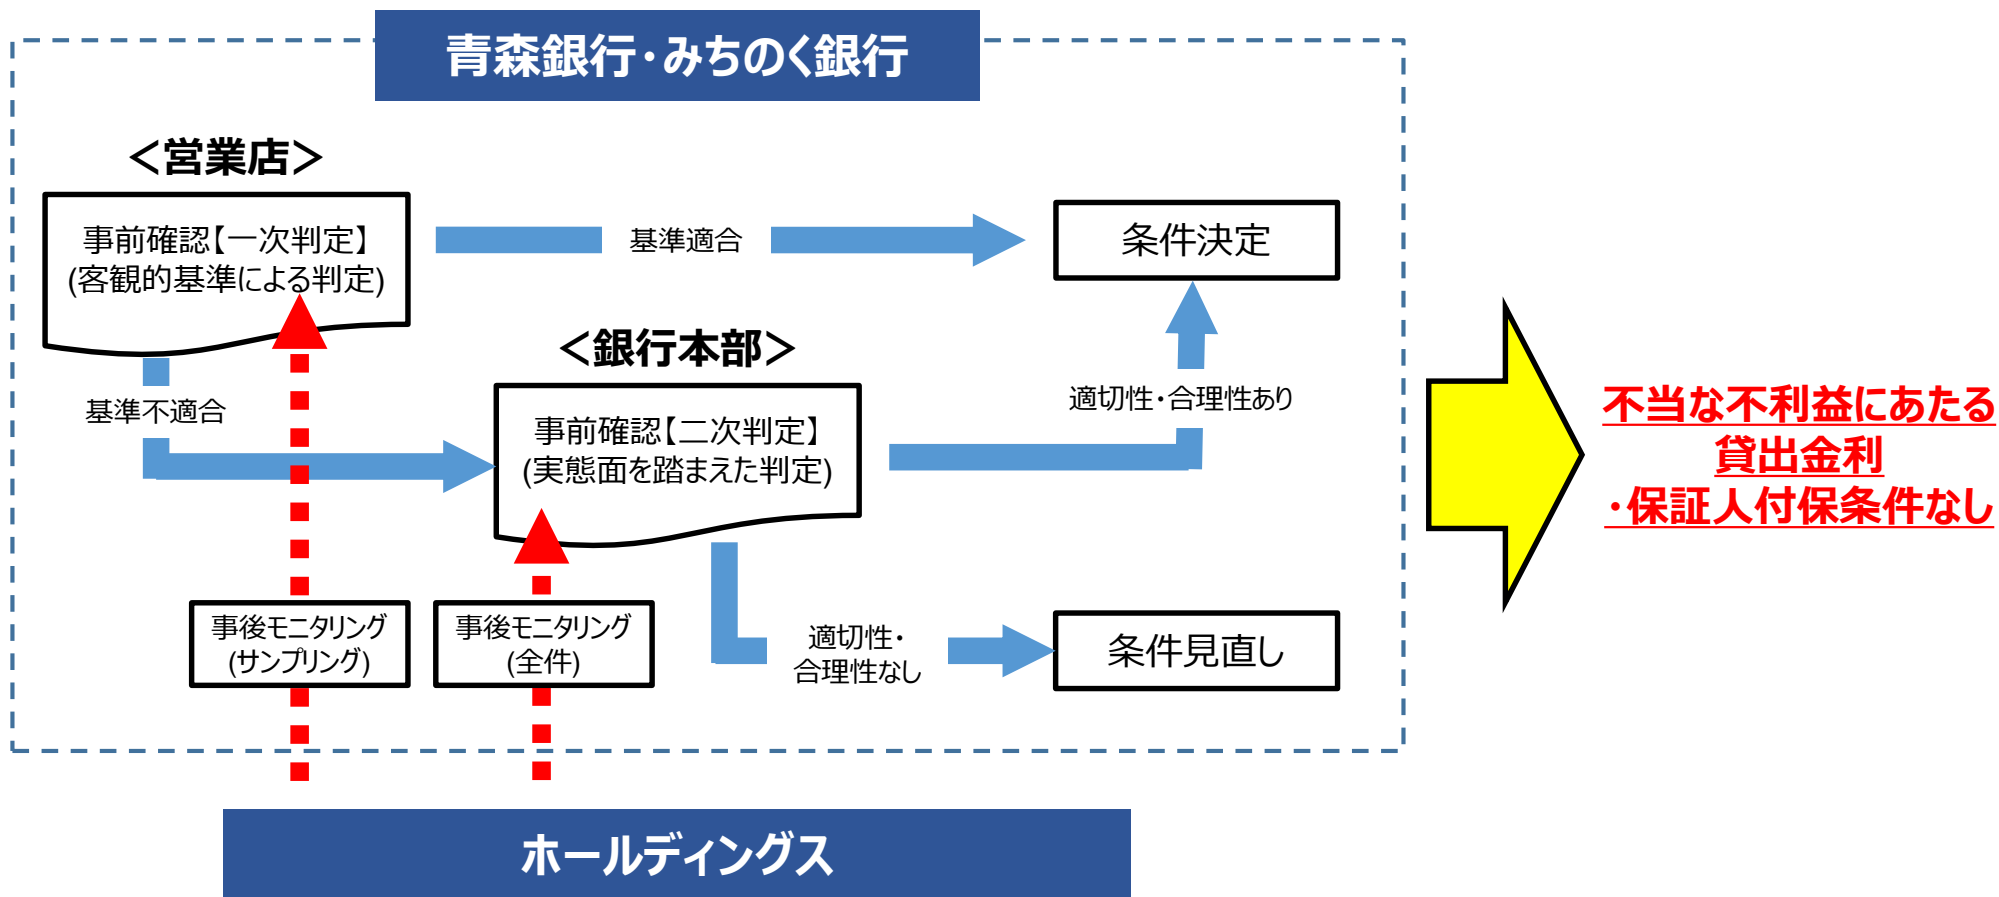 青森銀行・みちのく銀行
＜営業店＞
事前確認【一次判定】
(客観的基準による判定)
基準適合
条件決定
基準不適合
＜銀行本部＞
事前確認【二次判定】
(実態面を踏まえた判定)
適切性・合理性あり
適切性・
合理性なし
条件見直し
事後モニタリング
(サンプリング)
事後モニタリング
(全件)
ホールディングス
不当な不利益にあたる
貸出金利
・保証人付保条件なし